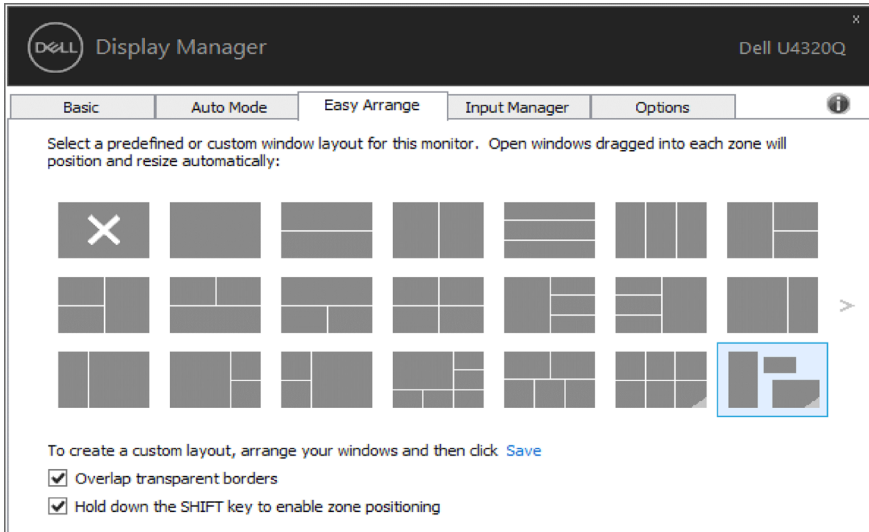 x
DELL Display Manager Dell U4320Q
Basic Auto Mode Easy Arrange Input Manager Options i
Select a predefined or custom window layout for this monitor. Open windows dragged into each zone will
position and resize automatically:
>
To create a custom layout, arrange your windows and then click Save
Overlap transparent borders
Hold down the SHIFT key to enable zone positioning